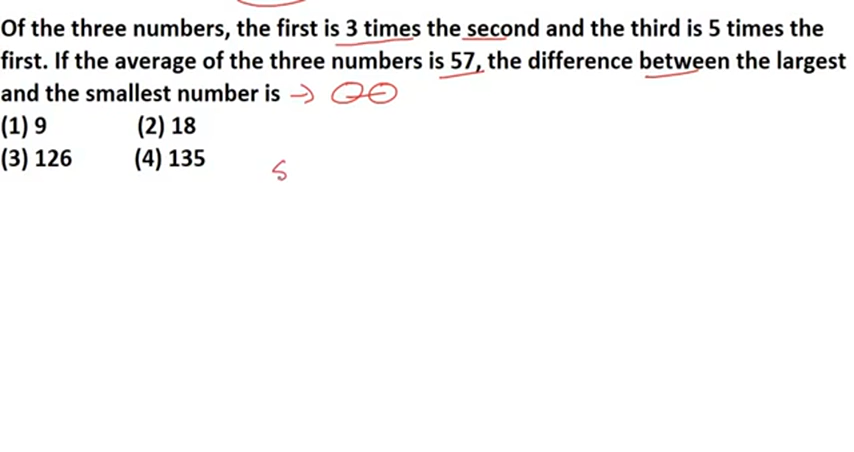 Of the three numbers, the first is 3 times the second and the third is 5 times the
first. If the average of the three numbers is 57, the difference between the largest
and the smallest number is →
(1) 9 (2) 18
(3) 126 (4) 135
S